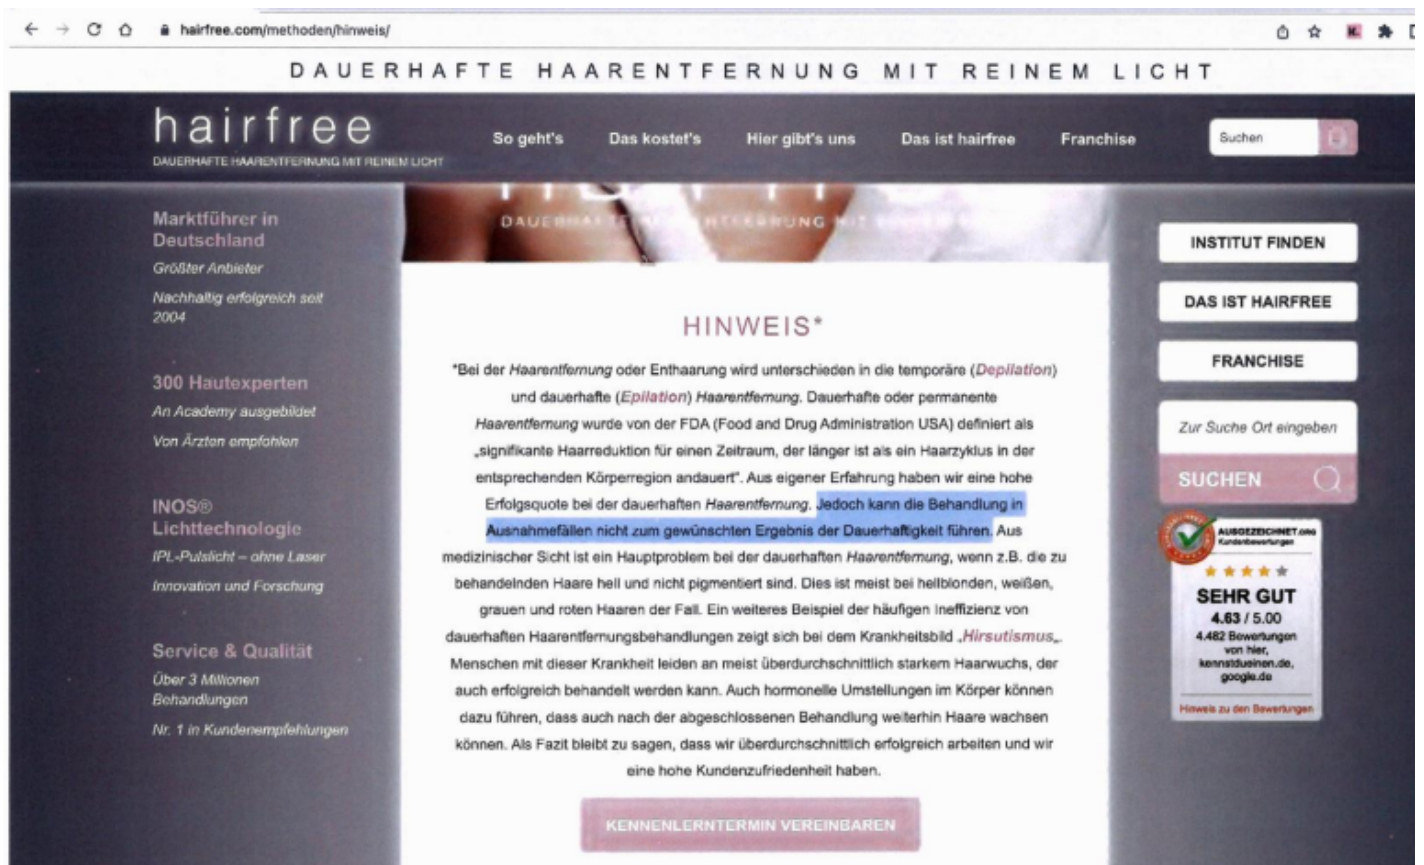 hairfree.com/methoden/hinweis/
DAUERHAFTE HAARENTFERNUNG MIT REINEM LICHT
hairfree
DAUERHAFTE HAARENTFERNUNG MIT REINEM LICHT
So geht's
Das kostet's
Hier gibt's uns
Das ist hairfree
Franchise
Suchen
Marktführer in
Deutschland
Größter Anbieter
Nachhaltig erfolgreich seit
2004
300 Hautexperten
An Academy ausgebildet
Von Ärzten empfohlen
INOS®
Lichttechnologie
IPL-Pulslicht – ohne Laser
Innovation und Forschung
Service & Qualität
Über 3 Millionen
Behandlungen
Nr. 1 in Kundenempfehlungen
HINWEIS*
*Bei der Haarentfernung oder Enthaarung wird unterschieden in die temporäre (Depilation)
und dauerhafte (Epilation) Haarentfernung. Dauerhafte oder permanente
Haarentfernung wurde von der FDA (Food and Drug Administration USA) definiert als
„signifikante Haarreduktion für einen Zeitraum, der länger ist als ein Haarzyklus in der
entsprechenden Körperregion andauert“. Aus eigener Erfahrung haben wir eine hohe
Erfolgsquote bei der dauerhaften Haarentfernung. Jedoch kann die Behandlung in
Ausnahmefällen nicht zum gewünschten Ergebnis der Dauerhaftigkeit führen. Aus
medizinischer Sicht ist ein Hauptproblem bei der dauerhaften Haarentfernung, wenn z.B. die zu
behandelnden Haare hell und nicht pigmentiert sind. Dies ist meist bei hellblonden, weißen,
grauen und roten Haaren der Fall. Ein weiteres Beispiel der häufigen Ineffizienz von
dauerhaften Haarentfernungsbehandlungen zeigt sich bei dem Krankheitsbild „Hirsutismus„.
Menschen mit dieser Krankheit leiden an meist überdurchschnittlich starkem Haarwuchs, der
auch erfolgreich behandelt werden kann. Auch hormonelle Umstellungen im Körper können
dazu führen, dass auch nach der abgeschlossenen Behandlung weiterhin Haare wachsen
können. Als Fazit bleibt zu sagen, dass wir überdurchschnittlich erfolgreich arbeiten und wir
eine hohe Kundenzufriedenheit haben.
KENNENLERNTERMIN VEREINBAREN
INSTITUT FINDEN
DAS IST HAIRFREE
FRANCHISE
Zur Suche Ort eingeben
SUCHEN
AUSGEZEICHNET.ORG
Kundenbewertungen
SEHR GUT
4.63 / 5.00
4.482 Bewertungen
von hier,
kennstdueinen.de,
google.de
Hinweis zu den Bewertungen